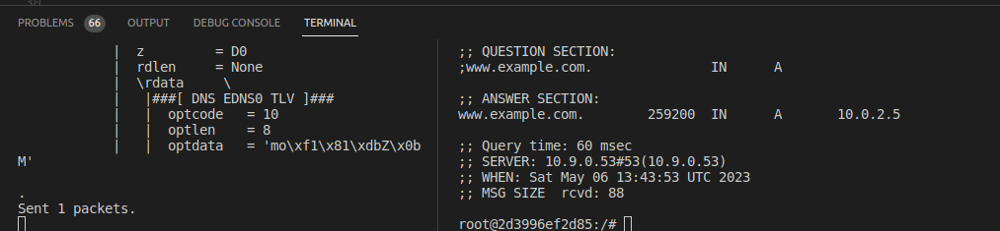 PROBLEMS 66 OUTPUT DEBUG CONSOLE TERMINAL
| z = D0
| rdlen = None
| \rdata \
| |###[ DNS EDNS0 TLV ]###
| | optcode = 10
| | optlen = 8
| | optdata = 'mo\xf1\x81\xdbZ\x0b
M'
.
Sent 1 packets.
;; QUESTION SECTION:
;www.example.com. IN A
;; ANSWER SECTION:
www.example.com. 259200 IN A 10.0.2.5
;; Query time: 60 msec
;; SERVER: 10.9.0.53#53(10.9.0.53)
;; WHEN: Sat May 06 13:43:53 UTC 2023
;; MSG SIZE rcvd: 88
root@2d3996ef2d85:/#